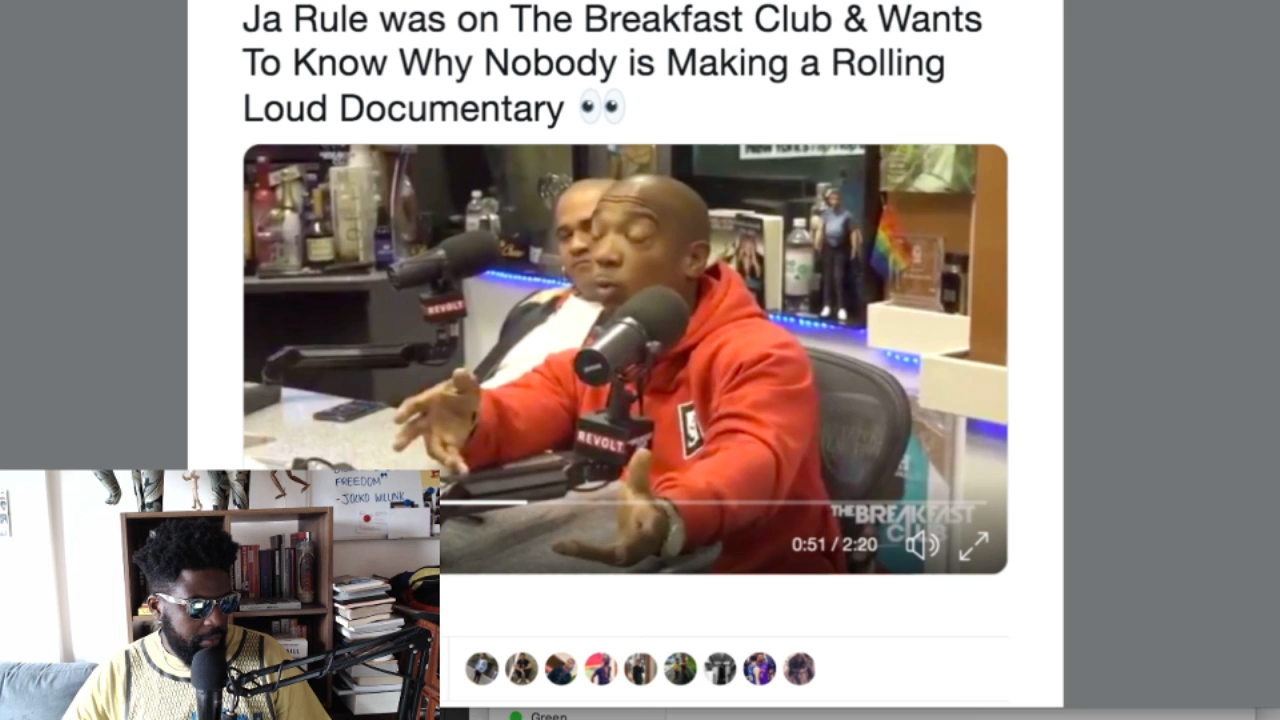 Ja Rule was on The Breakfast Club & Wants
To Know Why Nobody is Making a Rolling
Loud Documentary 👀
REVOLT
REVOLT
THE BREAKFAST
CLUB
0:51 / 2:20
FREEDOM"
-JOCKO WILLINK
Green